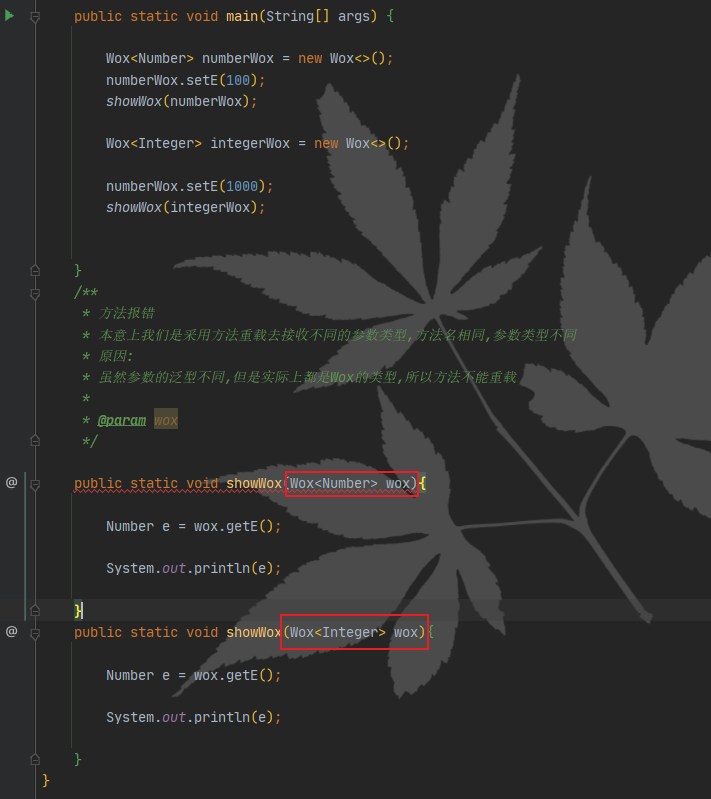 public static void main(String[] args) {
Wox<Number> numberWox = new Wox<>();
numberWox.setE(100);
showWox(numberWox);
Wox<Integer> integerWox = new Wox<>();
numberWox.setE(1000);
showWox(integerWox);
}
/**
* 方法报错
* 本意上我们是采用方法重载去接收不同的参数类型,方法名相同,参数类型不同
* 原因:
* 虽然参数的泛型不同,但是实际上都是Wox的类型,所以方法不能重载
*
* @param wox
*/
@ public static void showWox(Wox<Number> wox){
Number e = wox.getE();
System.out.println(e);
}
@ public static void showWox(Wox<Integer> wox){
Number e = wox.getE();
System.out.println(e);
}
}